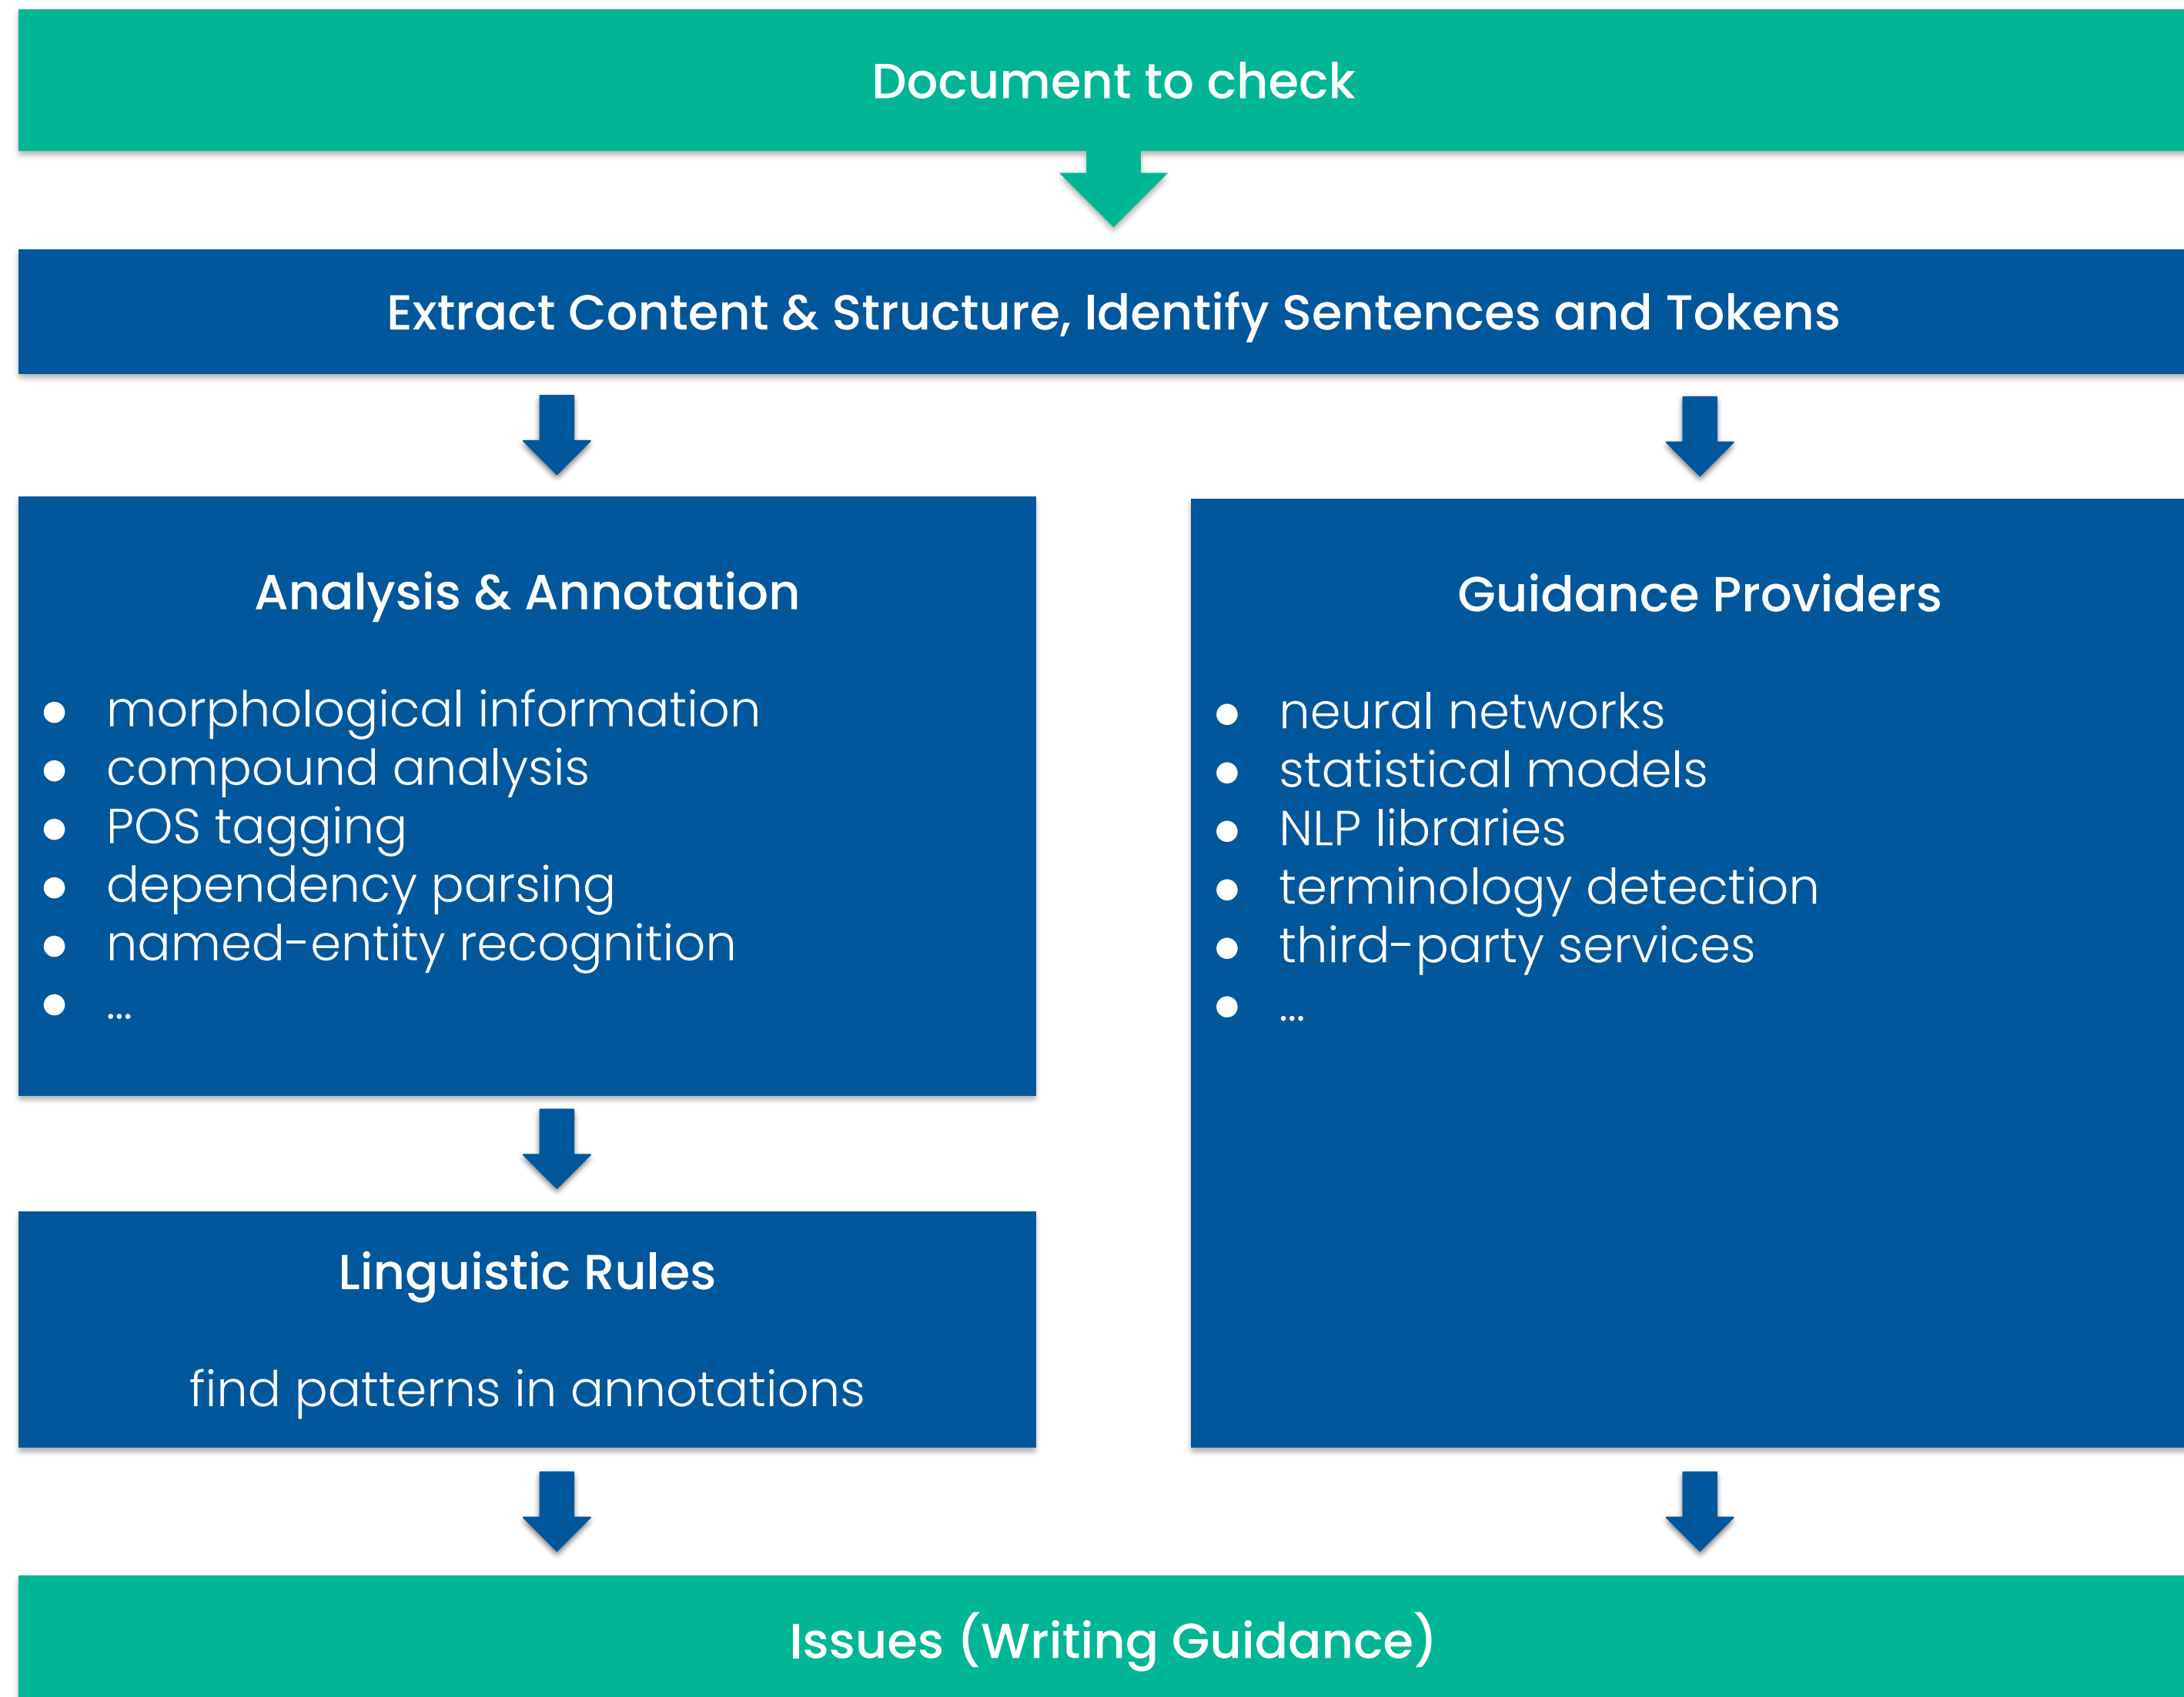 Document to check
Extract Content & Structure, Identify Sentences and Tokens
Analysis & Annotation
● morphological information
● compound analysis
● POS tagging
● dependency parsing
● named-entity recognition
● ...
Linguistic Rules
find patterns in annotations
Guidance Providers
● neural networks
● statistical models
● NLP libraries
● terminology detection
● third-party services
● ...
Issues (Writing Guidance)